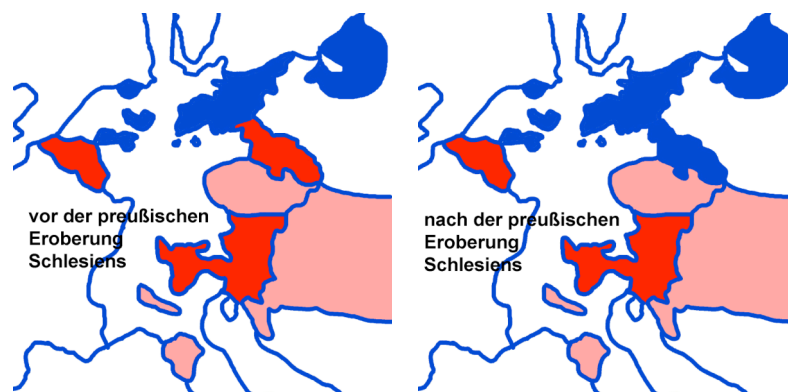 vor der preußischen
Eroberung
Schlesiens
nach der preußischen
Eroberung
Schlesiens